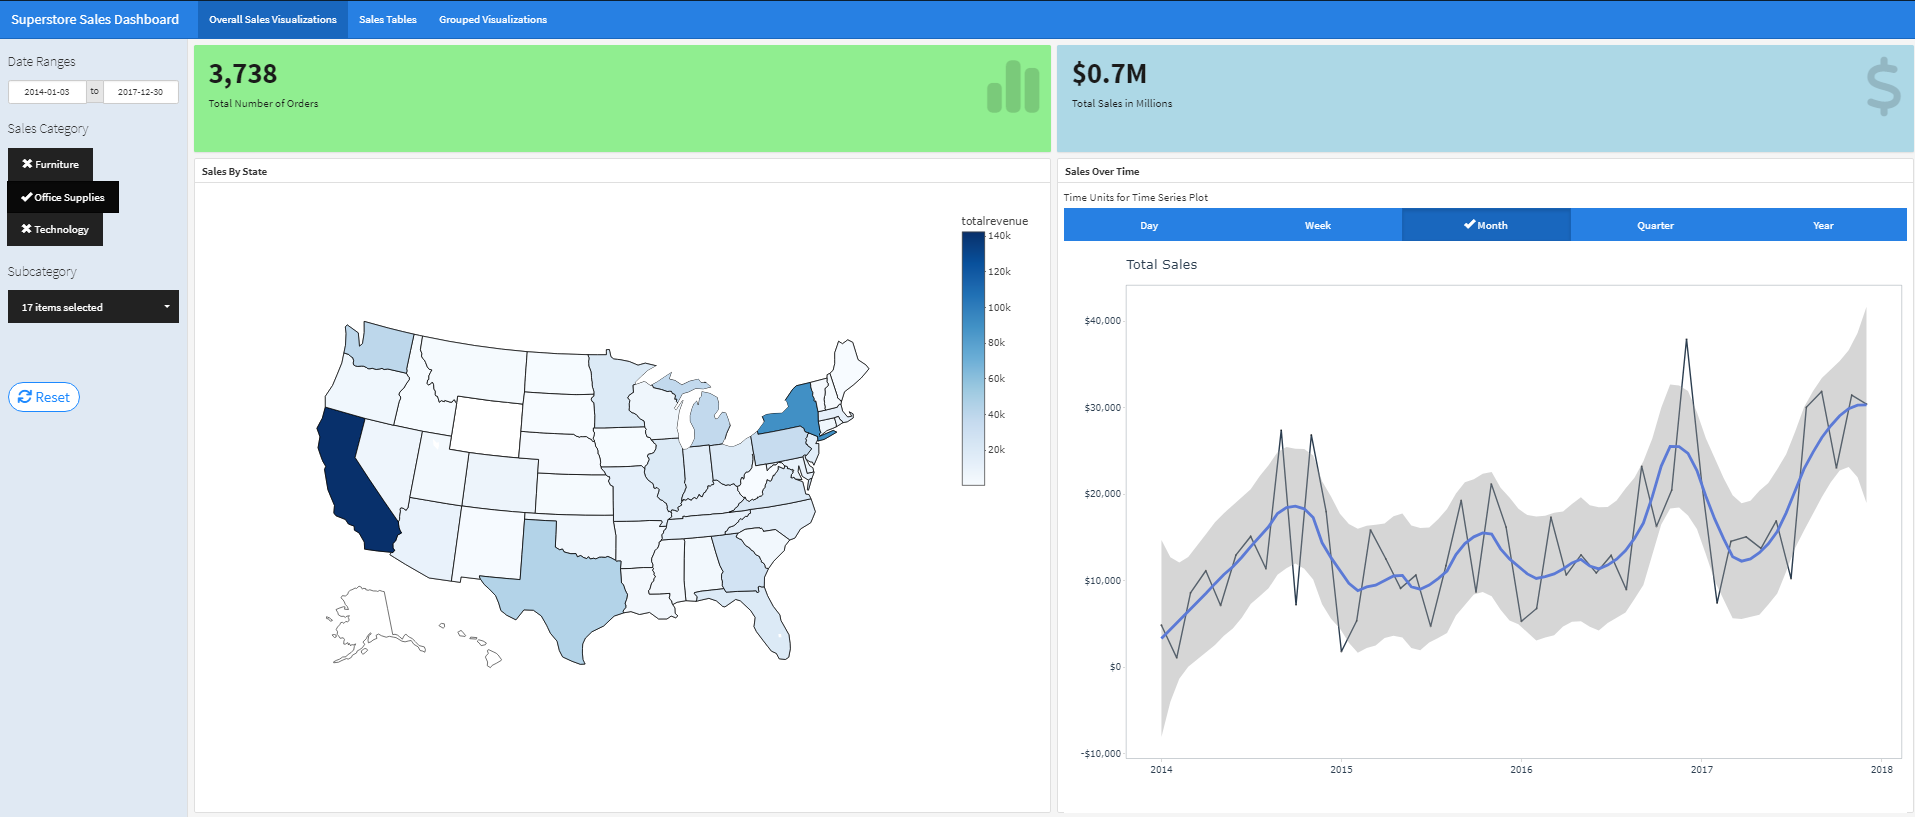 Superstore Sales Dashboard
Overall Sales Visualizations
Sales Tables
Grouped Visualizations
Date Ranges
2014-01-03 to 2017-12-30
Sales Category
Furniture
Office Supplies
Technology
Subcategory
17 items selected
Reset
3,738
Total Number of Orders
$0.7M
Total Sales in Millions
Sales By State
totalrevenue
140k
120k
100k
80k
60k
40k
20k
Sales Over Time
Time Units for Time Series Plot
Day
Week
Month
Quarter
Year
Total Sales
$40,000
$30,000
$20,000
$10,000
$0
-$10,000
2014
2015
2016
2017
2018